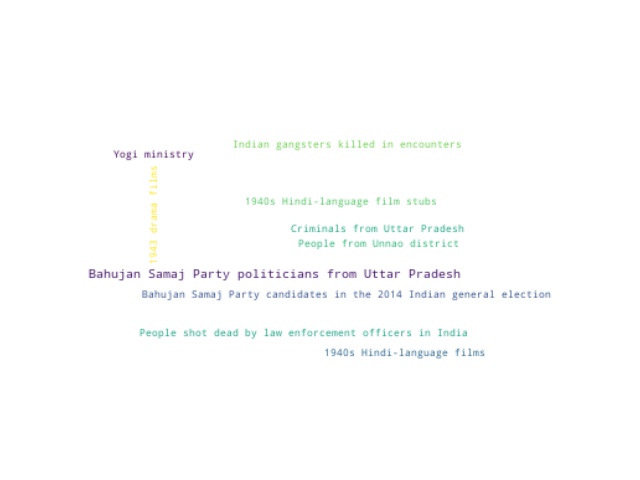 Indian gangsters killed in encounters
Yogi ministry
1943 drama films
1940s Hindi-language film stubs
Criminals from Uttar Pradesh
People from Unnao district
Bahujan Samaj Party politicians from Uttar Pradesh
Bahujan Samaj Party candidates in the 2014 Indian general election
People shot dead by law enforcement officers in India
1940s Hindi-language films